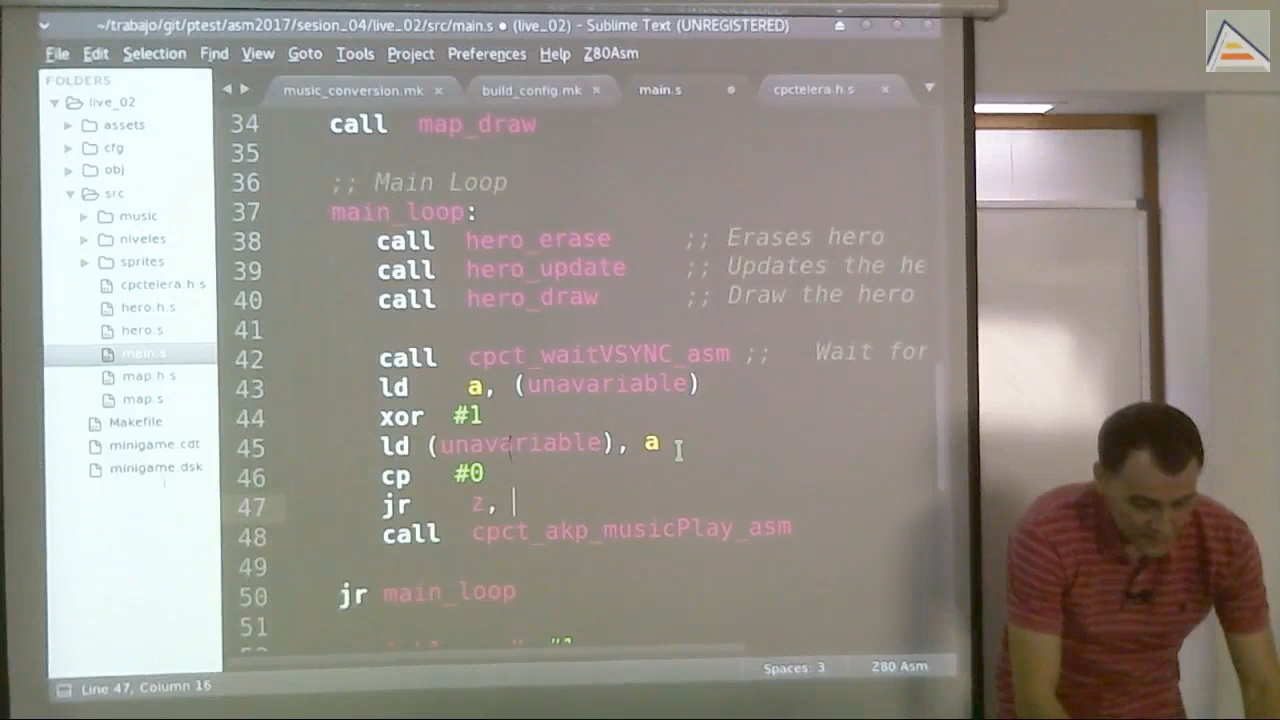 ~/trabajo/git/ptest/asm2017/sesion_04/live_02/src/main.s • (live_02) - Sublime Text (UNREGISTERED)
File Edit Selection Find View Goto Tools Project Preferences Help Z80Asm
FOLDERS
live_02
assets
cfg
obj
src
music
niveles
sprites
cpctelera.h.s
hero.h.s
hero.s
main.s
map.h.s
map.s
Makefile
minigame.cdt
minigame.dsk
music_conversion.mk × build_config.mk × main.s • cpctelera.h.s ×
34 call map_draw
35
36 ;; Main Loop
37 main_loop:
38 call hero_erase ;; Erases hero
39 call hero_update ;; Updates the he
40 call hero_draw ;; Draw the hero
41
42 call cpct_waitVSYNC_asm ;; Wait for
43 ld a, (unavariable)
44 xor #1
45 ld (unavariable), a
46 cp #0
47 jr z,
48 call cpct_akp_musicPlay_asm
49
50 jr main_loop
51
Line 47, Column 16
Spaces: 3
Z80 Asm